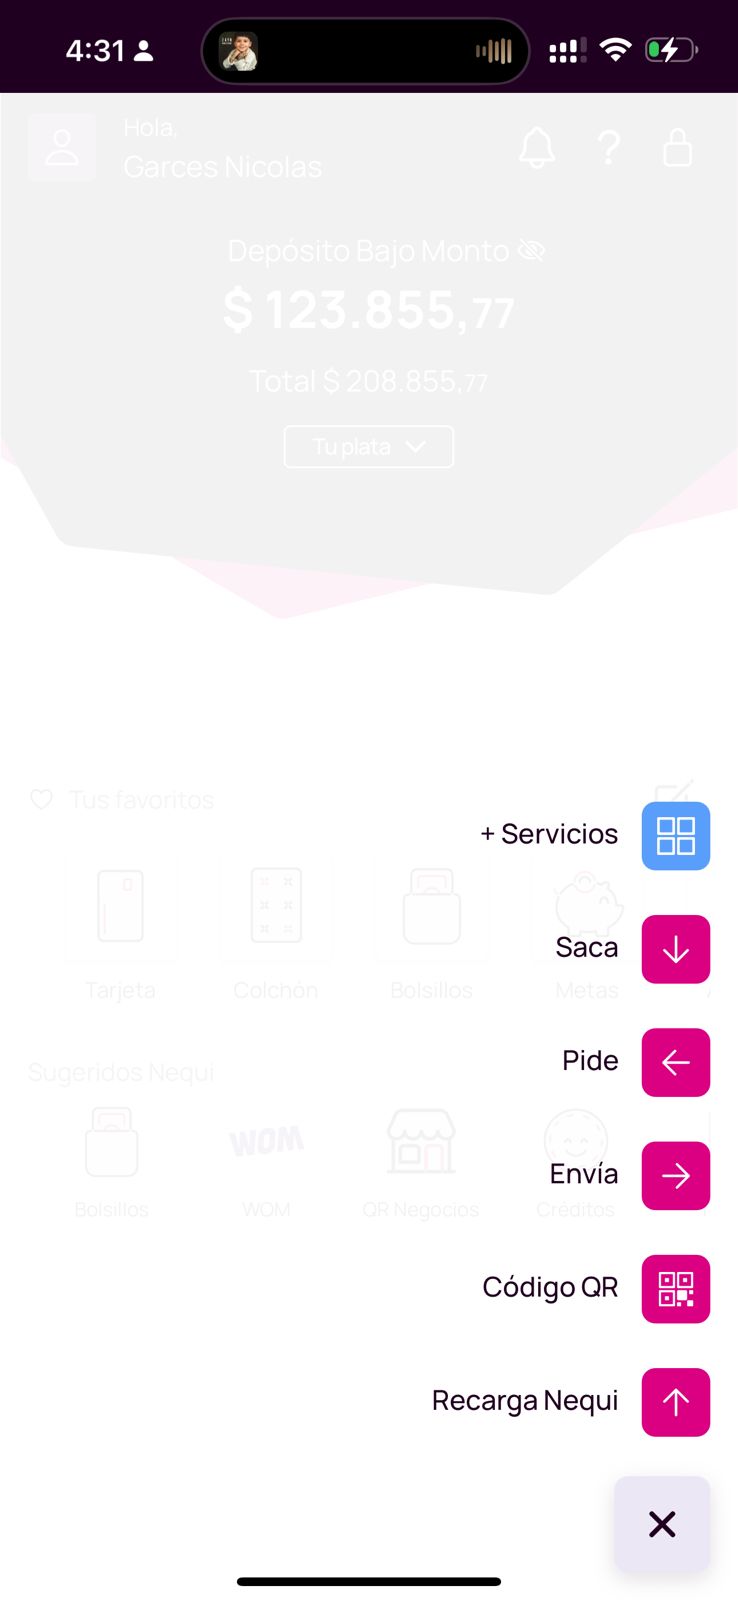 4:31
Hola,
Garces Nicolas
Depósito Bajo Monto
$ 123.855,77
Total $ 208.855,77
Tu plata
Tus favoritos
+ Servicios
Saca
Tarjeta
Colchón
Bolsillos
Metas
Pide
Sugeridos Nequi
WOM
Envía
Bolsillos
WOM
QR Negocios
Créditos
Código QR
Recarga Nequi